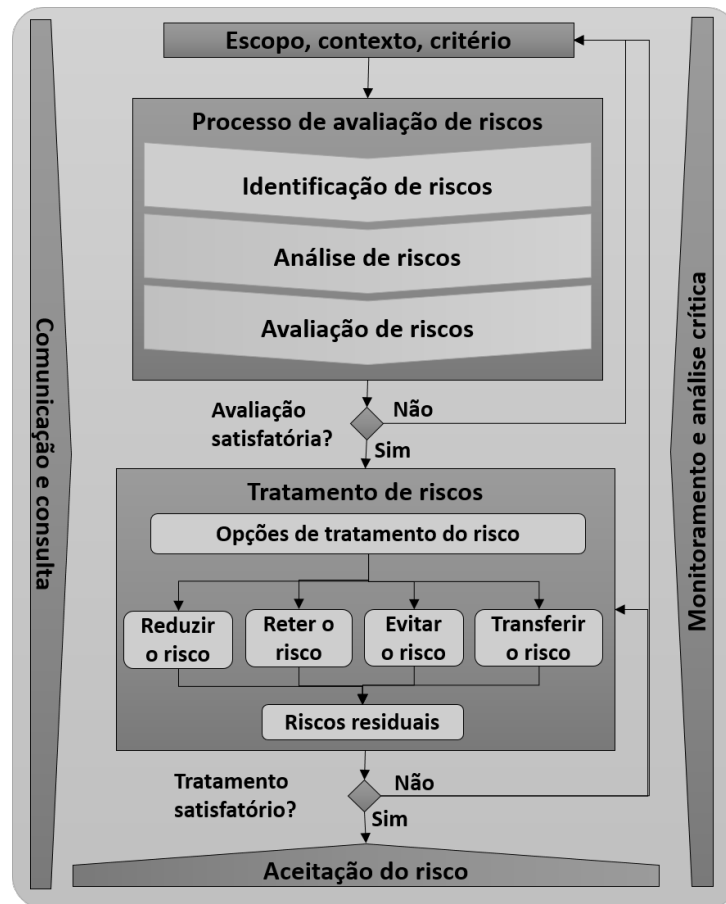 Escopo, contexto, critério
Processo de avaliação de riscos
Identificação de riscos
Análise de riscos
Avaliação de riscos
Avaliação
satisfatória?
Não
Sim
Tratamento de riscos
Opções de tratamento do risco
Reduzir
o risco
Reter o
risco
Evitar
o risco
Transferir
o risco
Riscos residuais
Tratamento
satisfatório?
Não
Sim
Aceitação do risco
Comunicação e consulta
Monitoramento e análise crítica